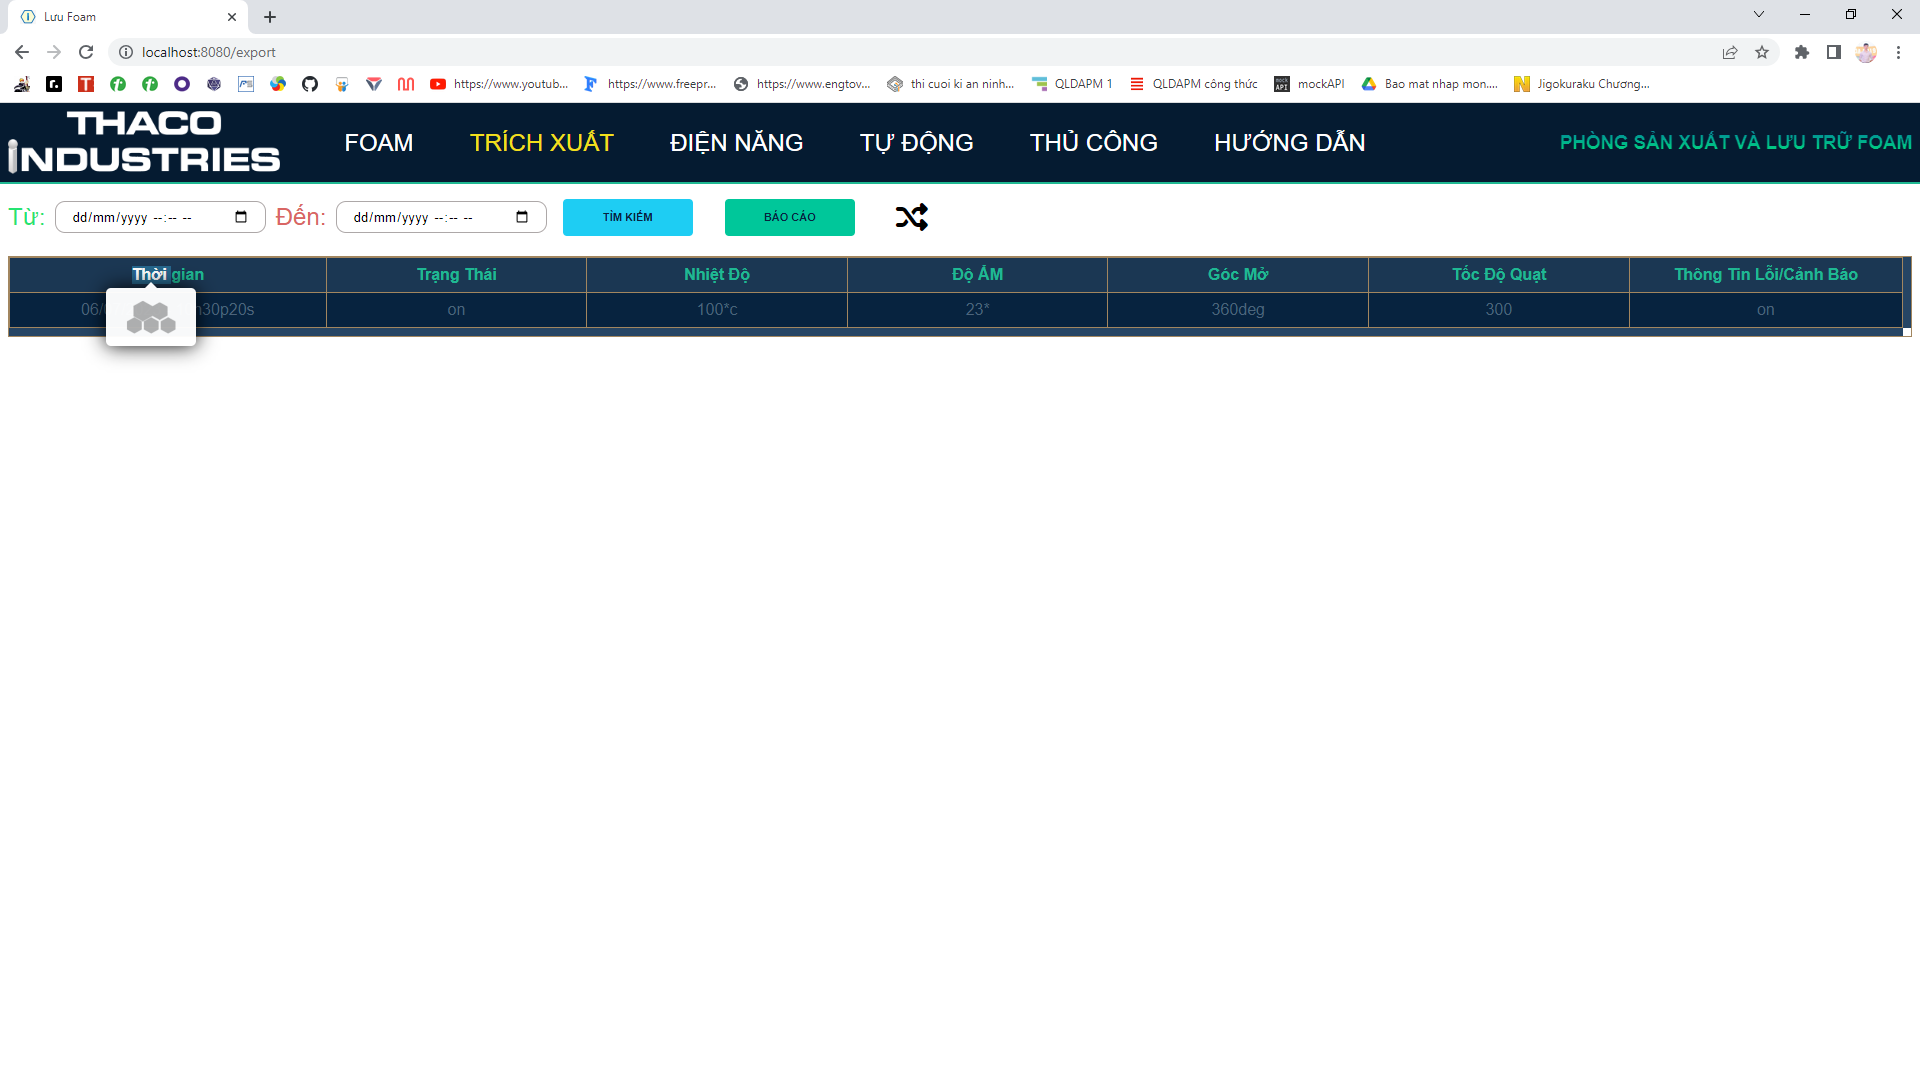 Lưu Foam
localhost:8080/export
https://www.youtub... https://www.freepr... https://www.engtov... thi cuoi ki an ninh... QLDAPM 1 QLDAPM công thức mockAPI Bao mat nhap mon.... Jigokuraku Chương...
THACO
INDUSTRIES
FOAM TRÍCH XUẤT ĐIỆN NĂNG TỰ ĐỘNG THỦ CÔNG HƯỚNG DẪN PHÒNG SẢN XUẤT VÀ LƯU TRỮ FOAM
Từ: dd/mm/yyyy --:-- -- Đến: dd/mm/yyyy --:-- -- TÌM KIẾM BÁO CÁO
Thời gian Trạng Thái Nhiệt Độ Độ ẨM Góc Mở Tốc Độ Quạt Thông Tin Lỗi/Cảnh Báo
30p20s on 100*c 23* 360deg 300 on